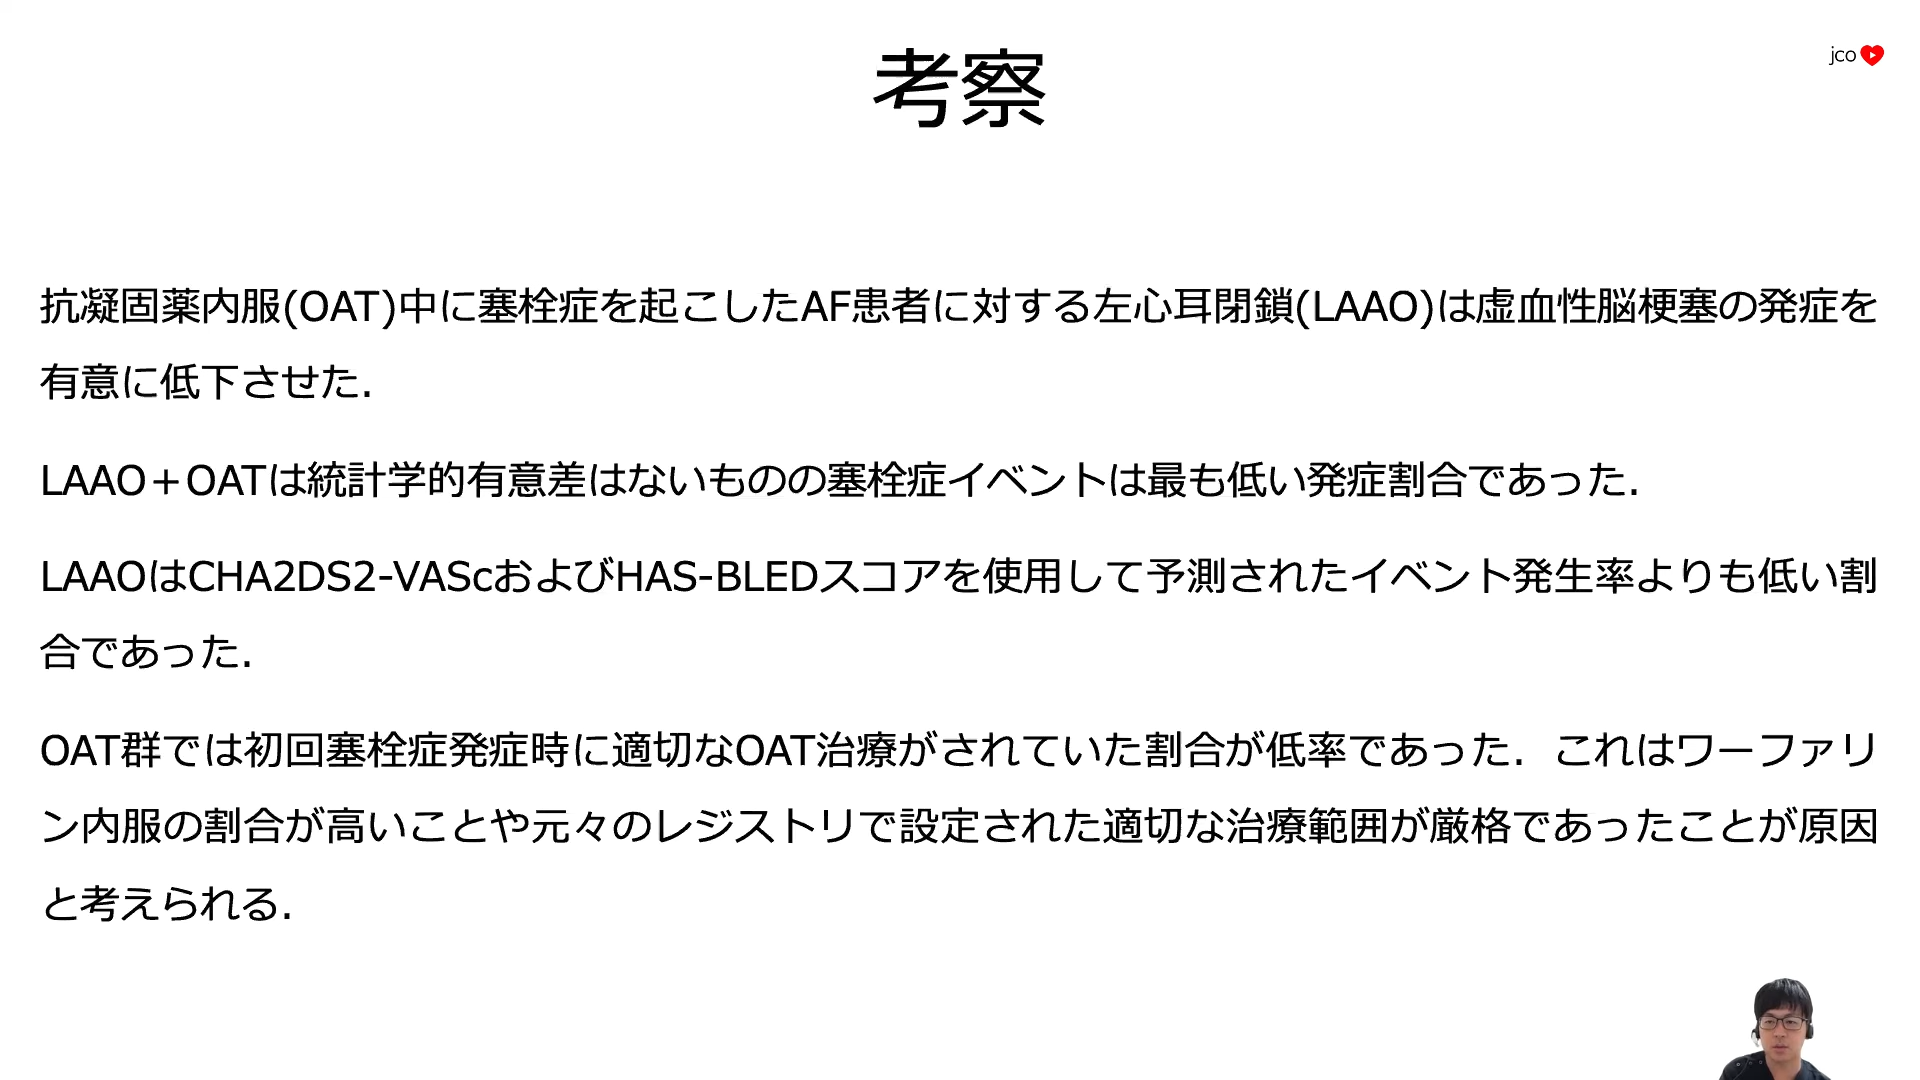 考察
jco
抗凝固薬内服(OAT)中に塞栓症を起こしたAF患者に対する左心耳閉鎖(LAAO)は虚血性脳梗塞の発症を
有意に低下させた.
LAAO＋OATは統計学的有意差はないものの塞栓症イベントは最も低い発症割合であった.
LAAOはCHA2DS2-VAScおよびHAS-BLEDスコアを使用して予測されたイベント発生率よりも低い割
合であった.
OAT群では初回塞栓症発症時に適切なOAT治療がされていた割合が低率であった．これはワーファリ
ン内服の割合が高いことや元々のレジストリで設定された適切な治療範囲が厳格であったことが原因
と考えられる.